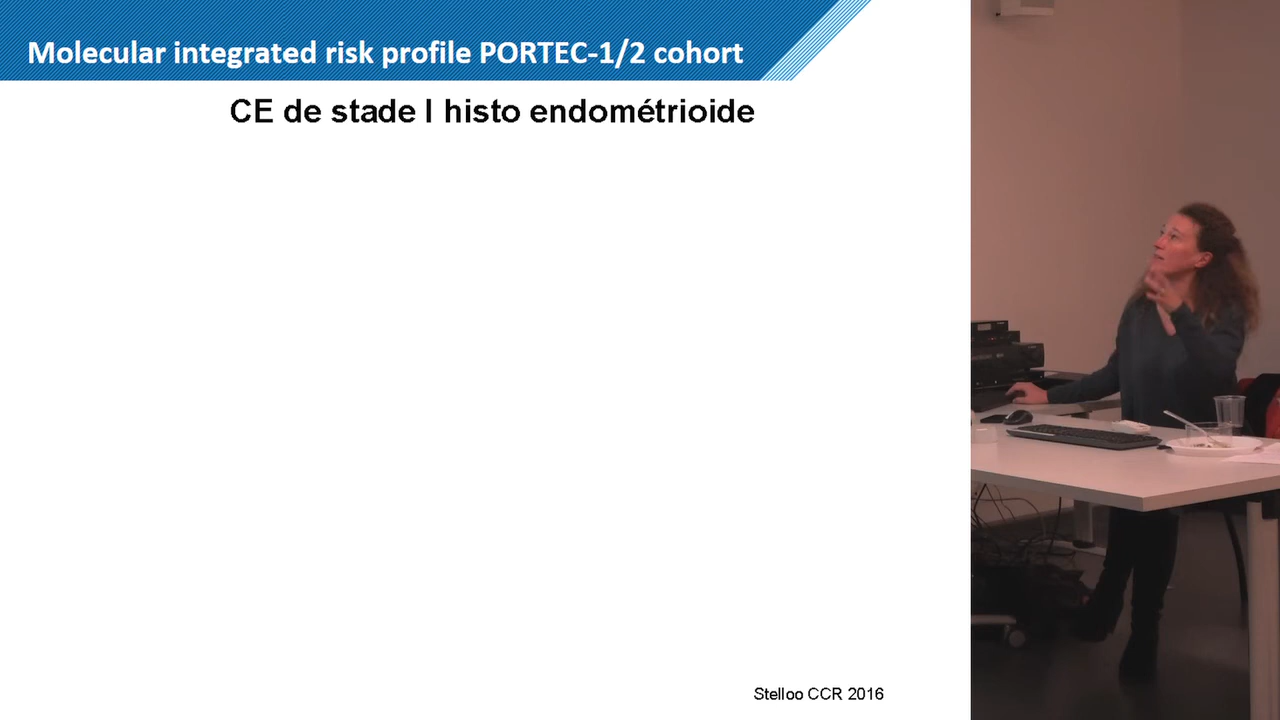 Molecular integrated risk profile PORTEC-1/2 cohort
CE de stade I histo endométrioide
Stelloo CCR 2016